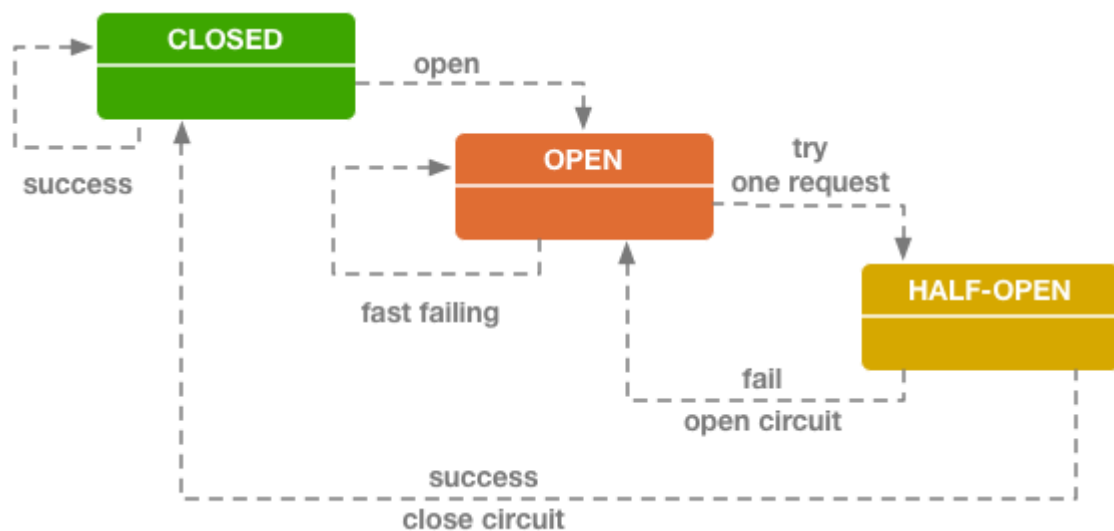 CLOSED
open
success
OPEN
try
one request
fast failing
HALF-OPEN
fail
open circuit
success
close circuit